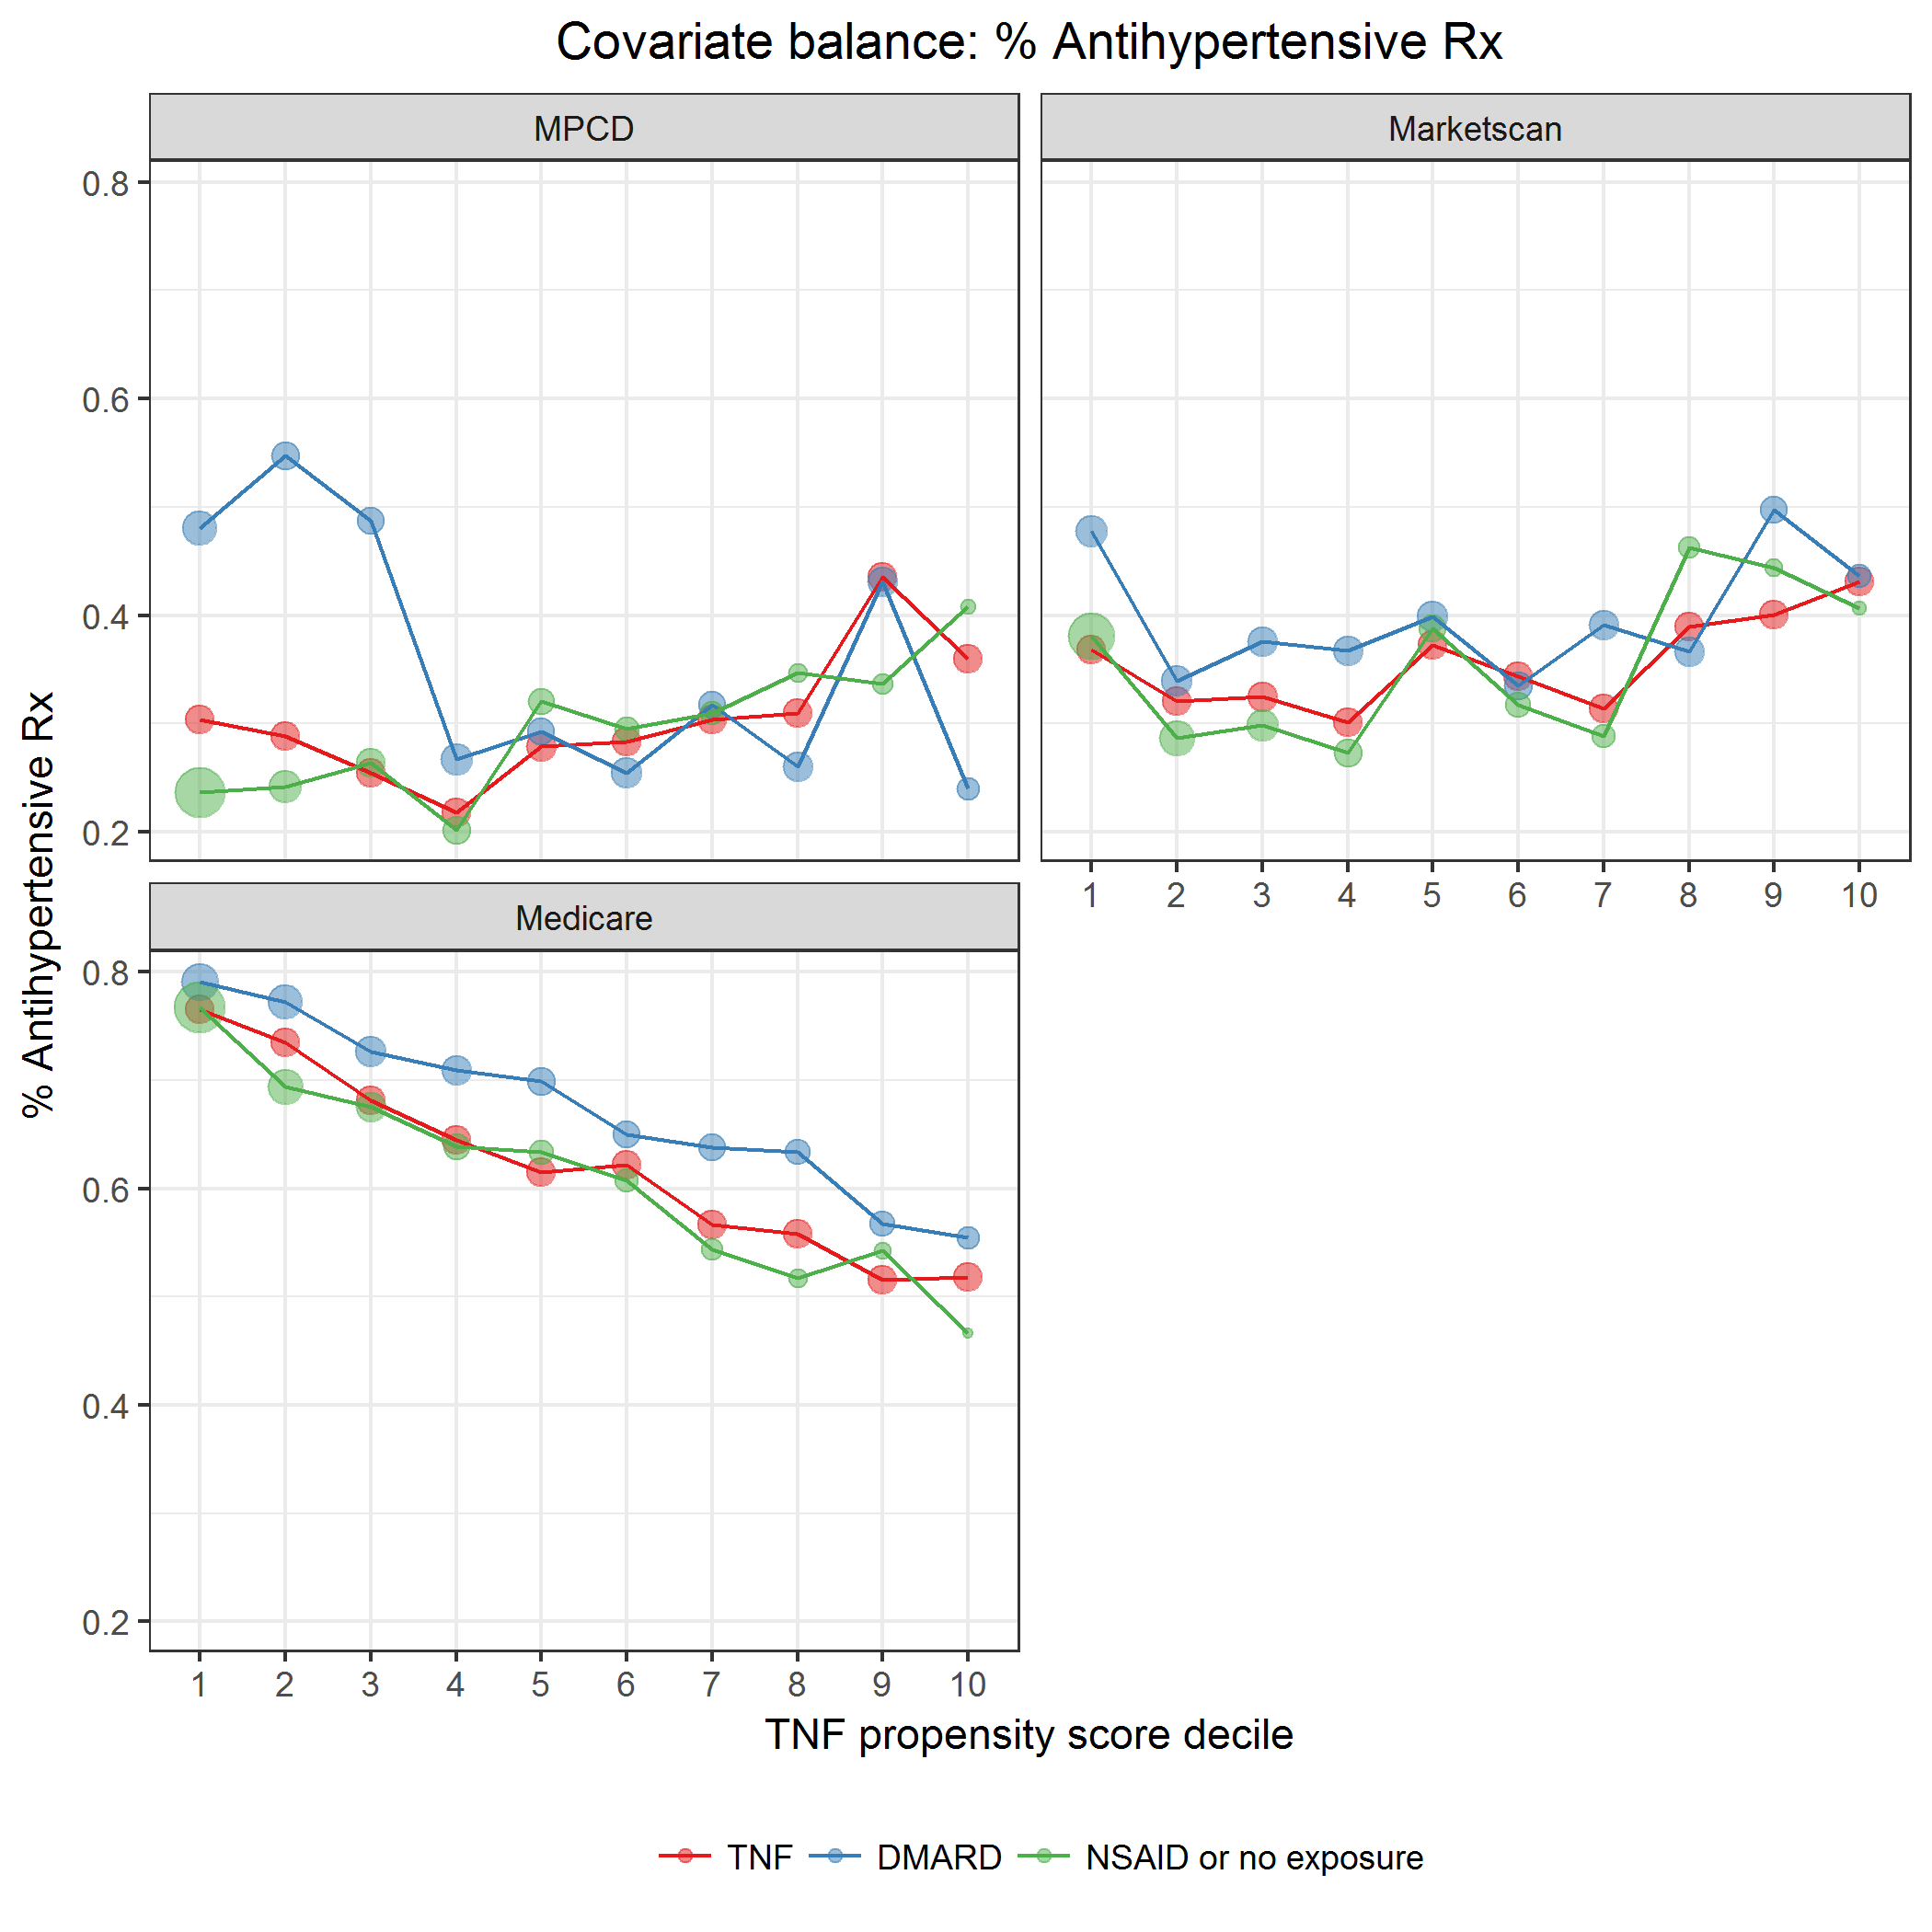 Covariate balance: % Antihypertensive Rx
MPCD
Marketscan
0.8
0.6
0.4
0.2
1 2 3 4 5 6 7 8 9 10
Medicare
0.8
0.6
0.4
0.2
1 2 3 4 5 6 7 8 9 10
% Antihypertensive Rx
TNF propensity score decile
TNF DMARD NSAID or no exposure